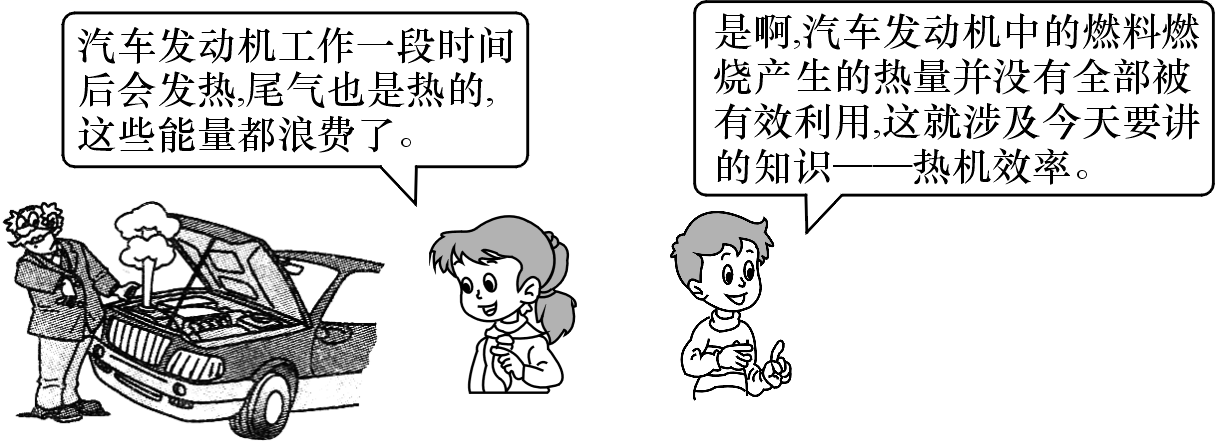 汽车发动机工作一段时间
后会发热,尾气也是热的,
这些能量都浪费了。
是啊,汽车发动机中的燃料燃
烧产生的热量并没有全部被
有效利用,这就涉及今天要讲
的知识——热机效率。